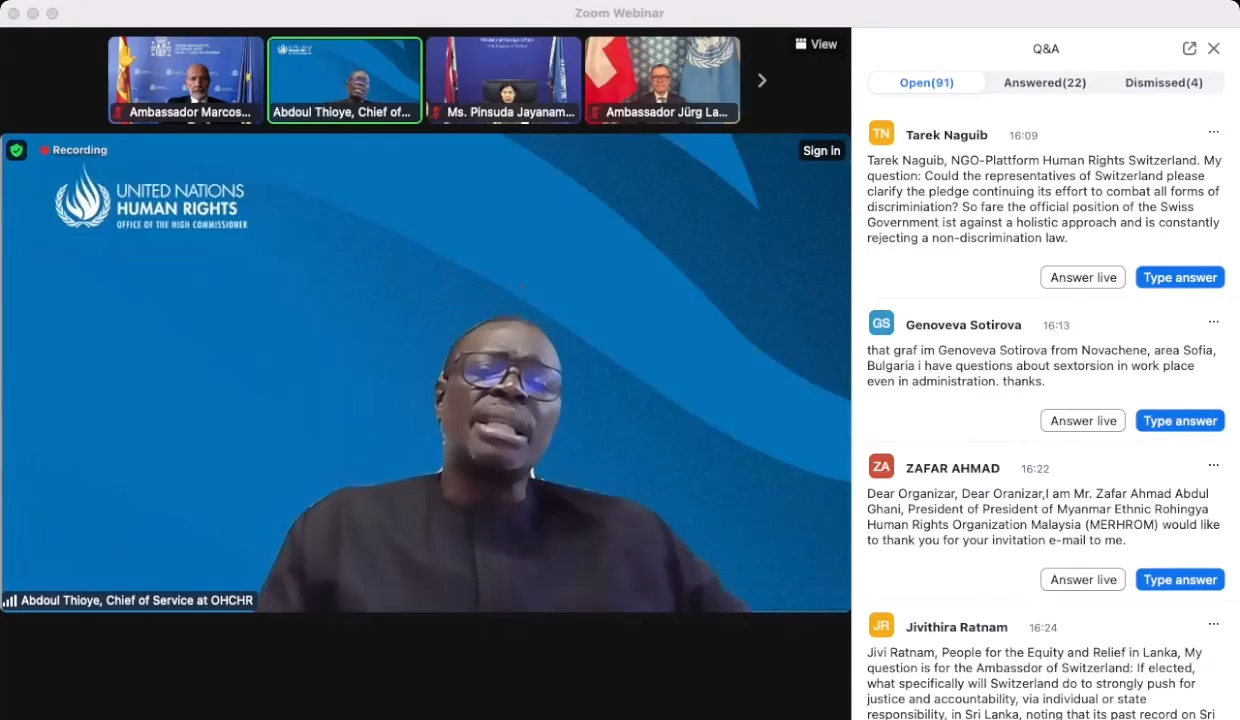 Zoom Webinar
View
Ambassador Marcos...
Abdoul Thioye, Chief of...
Ms. Pinsuda Jayanam...
Ambassador Jürg La...
Recording
Sign in
UNITED NATIONS
HUMAN RIGHTS
OFFICE OF THE HIGH COMMISSIONER
Abdoul Thioye, Chief of Service at OHCHR
Q&A
Open(91)
Answered(22)
Dismissed(4)
TN
Tarek Naguib 16:09
Tarek Naguib, NGO-Plattform Human Rights Switzerland. My
question: Could the representatives of Switzerland please
clarify the pledge continuing its effort to combat all forms of
discriminiation? So fare the official position of the Swiss
Government ist against a holistic approach and is constantly
rejecting a non-discrimination law.
Answer live
Type answer
GS
Genoveva Sotirova 16:13
that graf im Genoveva Sotirova from Novachene, area Sofia,
Bulgaria i have questions about sextorsion in work place
even in administration. thanks.
Answer live
Type answer
ZA
ZAFAR AHMAD 16:22
Dear Organizar, Dear Oranizar,I am Mr. Zafar Ahmad Abdul
Ghani, President of President of Myanmar Ethnic Rohingya
Human Rights Organization Malaysia (MERHROM) would like
to thank you for your invitation e-mail to me.
Answer live
Type answer
JR
Jivithira Ratnam 16:24
Jivi Ratnam, People for the Equity and Relief in Lanka, My
question is for the Ambassdor of Switzerland: If elected,
what specifically will Switzerland do to strongly push for
justice and accountability, via individual or state
responsibility, in Sri Lanka, noting that its past record on Sri